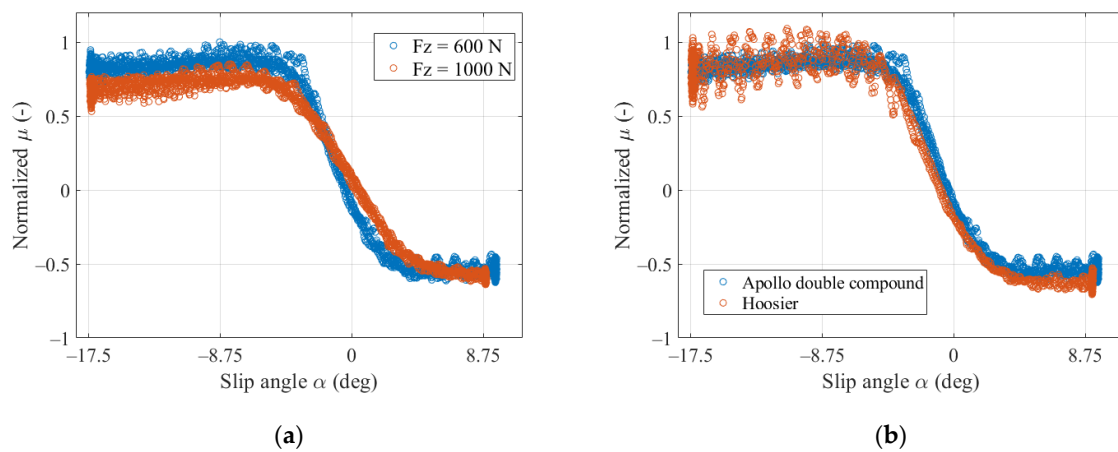 1
0.5
0
−0.5
−1
Normalized μ (-)
Fz = 600 N
Fz = 1000 N
−17.5
−8.75
0
8.75
Slip angle α (deg)
(a)
1
0.5
0
−0.5
−1
Normalized μ (-)
Apollo double compound
Hoosier
−17.5
−8.75
0
8.75
Slip angle α (deg)
(b)